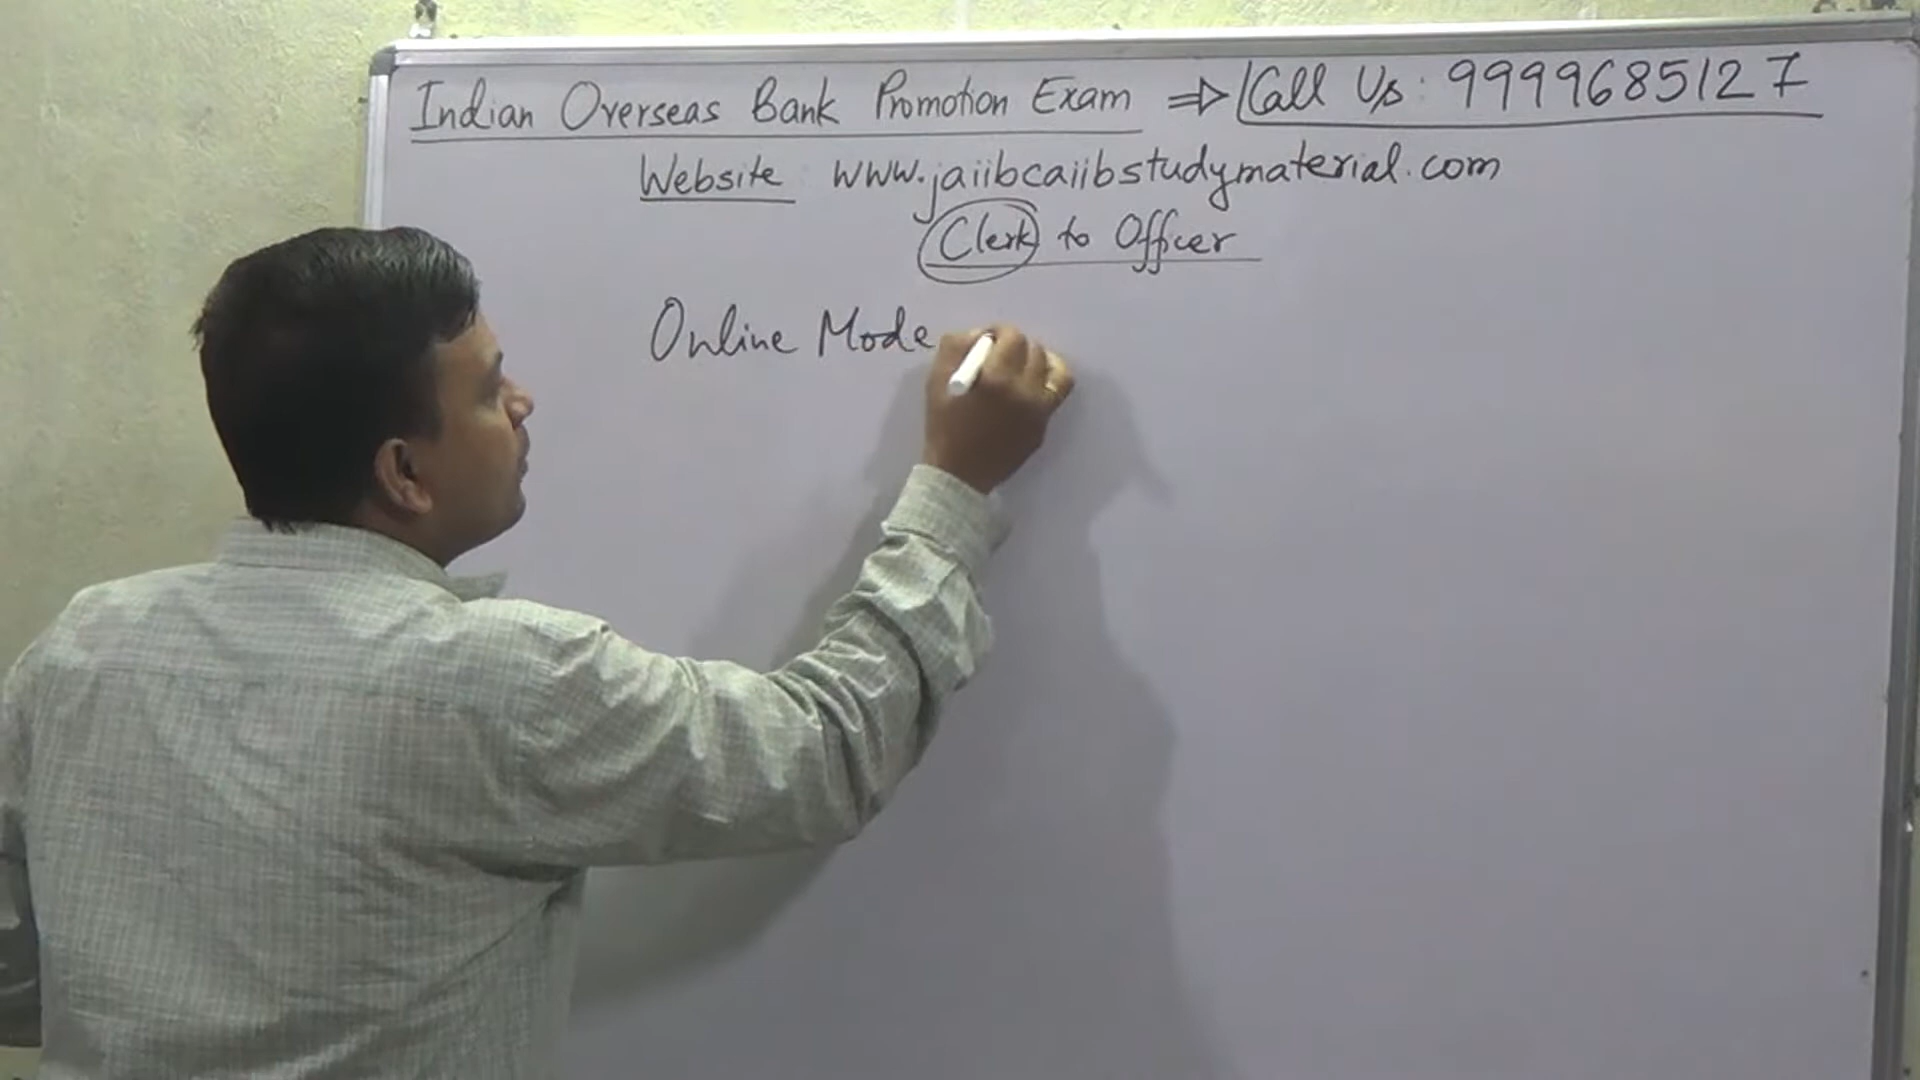 Indian Overseas Bank Promotion Exam ⇒ Call Us: 9999685127
Website www.jaiibcaiibstudymaterial.com
Clerk to Officer
Online Mode